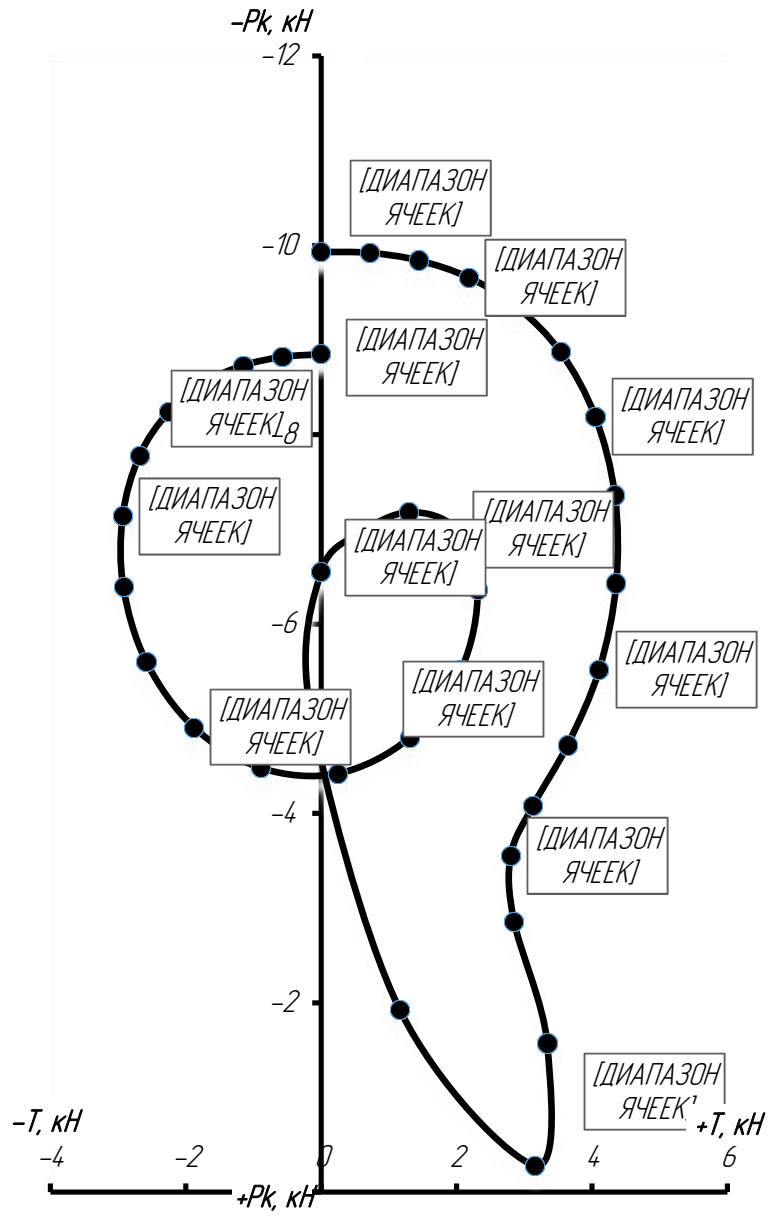 –Pk, кН
–12
[ДИАПАЗОН
ЯЧЕЕК]
–10
[ДИАПАЗОН
ЯЧЕЕК]
[ДИАПАЗОН
ЯЧЕЕК]
[ДИАПАЗОН
ЯЧЕЕК]
–8
[ДИАПАЗОН
ЯЧЕЕК]
[ДИАПАЗОН
ЯЧЕЕК]
[ДИАПАЗОН
ЯЧЕЕК]
[ДИАПАЗОН
ЯЧЕЕК]
–6
[ДИАПАЗОН
ЯЧЕЕК]
[ДИАПАЗОН
ЯЧЕЕК]
[ДИАПАЗОН
ЯЧЕЕК]
–4
[ДИАПАЗОН
ЯЧЕЕК]
–2
[ДИАПАЗОН
ЯЧЕЕК]
–Т, кН
+Т, кН
–4
–2
0
2
4
6
+Pk, кН